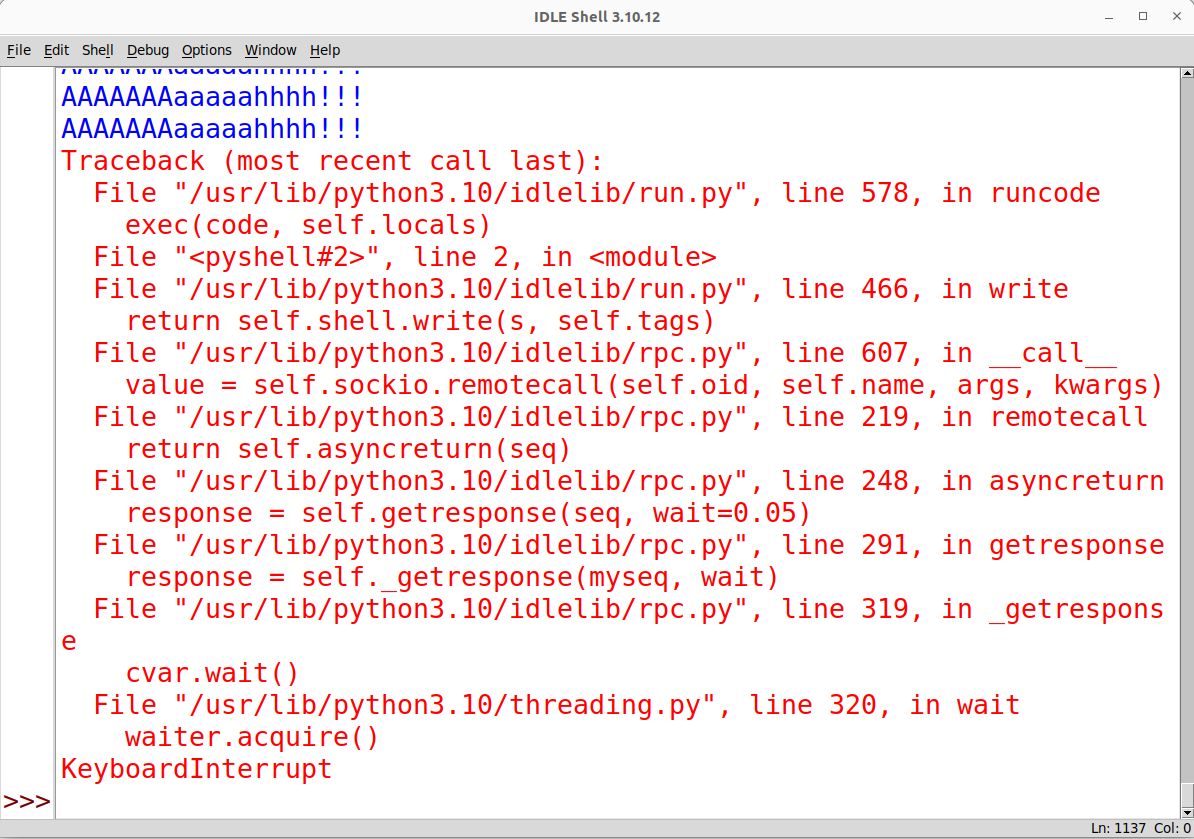 IDLE Shell 3.10.12
File Edit Shell Debug Options Window Help
AAAAAAAaaaaahhhh!!!
AAAAAAAaaaaahhhh!!!
AAAAAAAaaaaahhhh!!!
Traceback (most recent call last):
  File "/usr/lib/python3.10/idlelib/run.py", line 578, in runcode
    exec(code, self.locals)
  File "<pyshell#2>", line 2, in <module>
  File "/usr/lib/python3.10/idlelib/run.py", line 466, in write
    return self.shell.write(s, self.tags)
  File "/usr/lib/python3.10/idlelib/rpc.py", line 607, in __call__
    value = self.sockio.remotecall(self.oid, self.name, args, kwargs)
  File "/usr/lib/python3.10/idlelib/rpc.py", line 219, in remotecall
    return self.asyncreturn(seq)
  File "/usr/lib/python3.10/idlelib/rpc.py", line 248, in asyncreturn
    response = self.getresponse(seq, wait=0.05)
  File "/usr/lib/python3.10/idlelib/rpc.py", line 291, in getresponse
    response = self._getresponse(myseq, wait)
  File "/usr/lib/python3.10/idlelib/rpc.py", line 319, in _getrespons
e
    cvar.wait()
  File "/usr/lib/python3.10/threading.py", line 320, in wait
    waiter.acquire()
KeyboardInterrupt
>>>
Ln: 1137 Col: 0